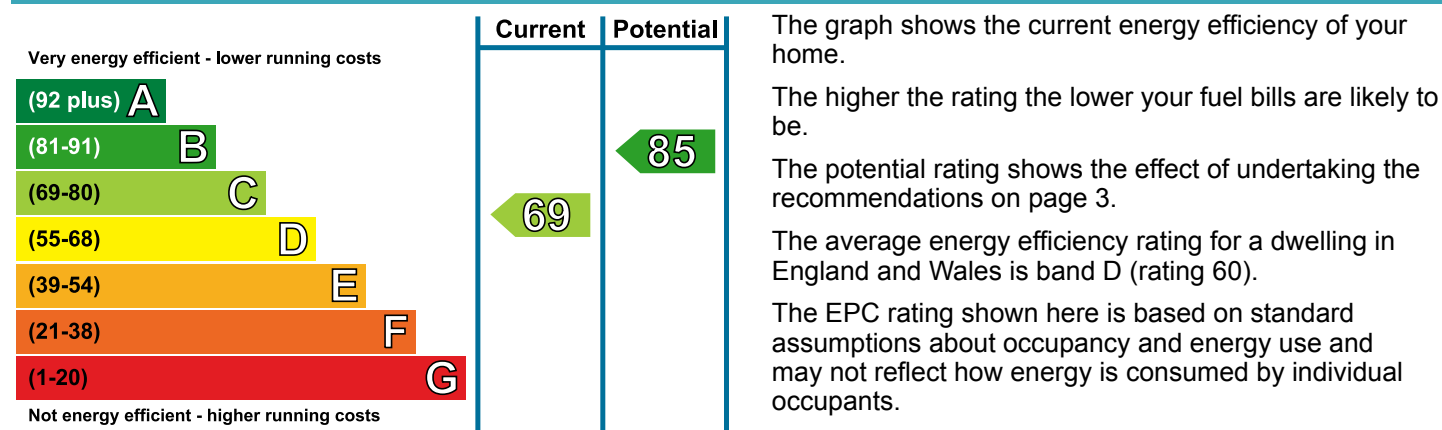 Current Potential
Very energy efficient - lower running costs
(92 plus) A
(81-91) B
(69-80) C
(55-68) D
(39-54) E
(21-38) F
(1-20) G
Not energy efficient - higher running costs
85
69
The graph shows the current energy efficiency of your
home.
The higher the rating the lower your fuel bills are likely to
be.
The potential rating shows the effect of undertaking the
recommendations on page 3.
The average energy efficiency rating for a dwelling in
England and Wales is band D (rating 60).
The EPC rating shown here is based on standard
assumptions about occupancy and energy use and
may not reflect how energy is consumed by individual
occupants.